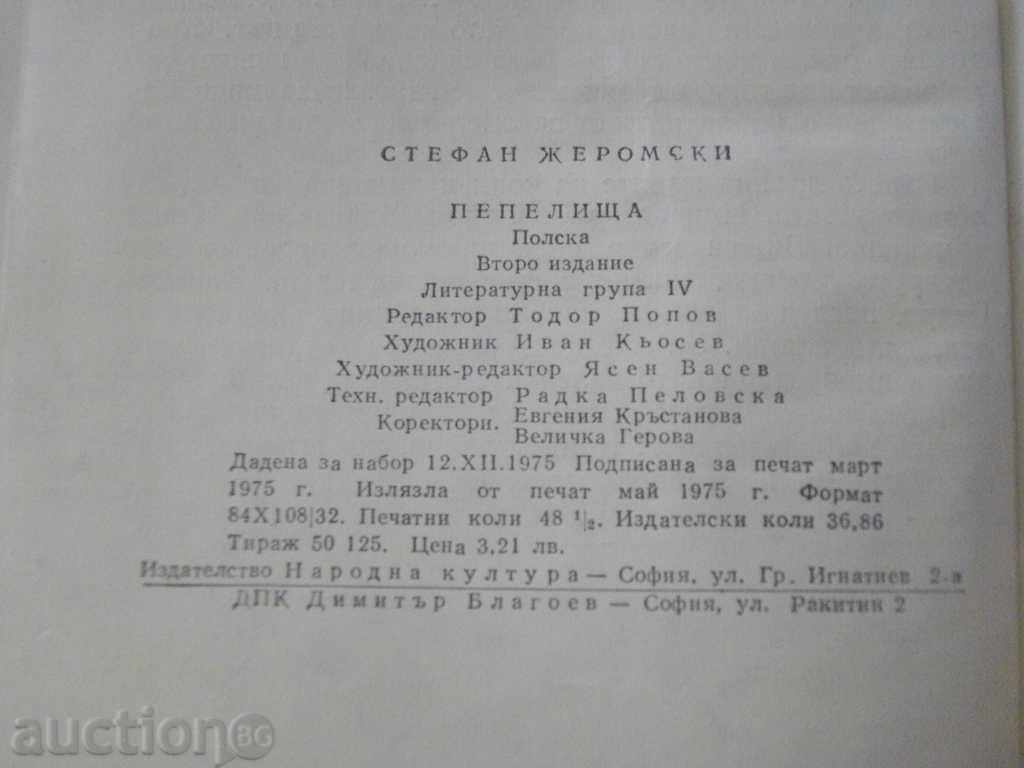 СТЕФАН ЖЕРОМСКИ
ПЕПЕЛИЩА
Полска
Второ издание
Литературна група IV
Редактор Тодор Попов
Художник Иван Кьосев
Художник-редактор Ясен Васев
Техн. редактор Радка Пеловска
Коректори. Евгения Кръстанова
Величка Герова
Дадена за набор 12.XII.1975 Подписана за печат март
1975 г. Излязла от печат май 1975 г. Формат
84X108|32. Печатни коли 48 1|2. Издателски коли 36,86
Тираж 50 125. Цена 3,21 лв.
Издателство Народна култура — София, ул. Гр. Игнатиев 2-а
ДПК Димитър Благоев — София, ул. Ракитин 2
auction BG